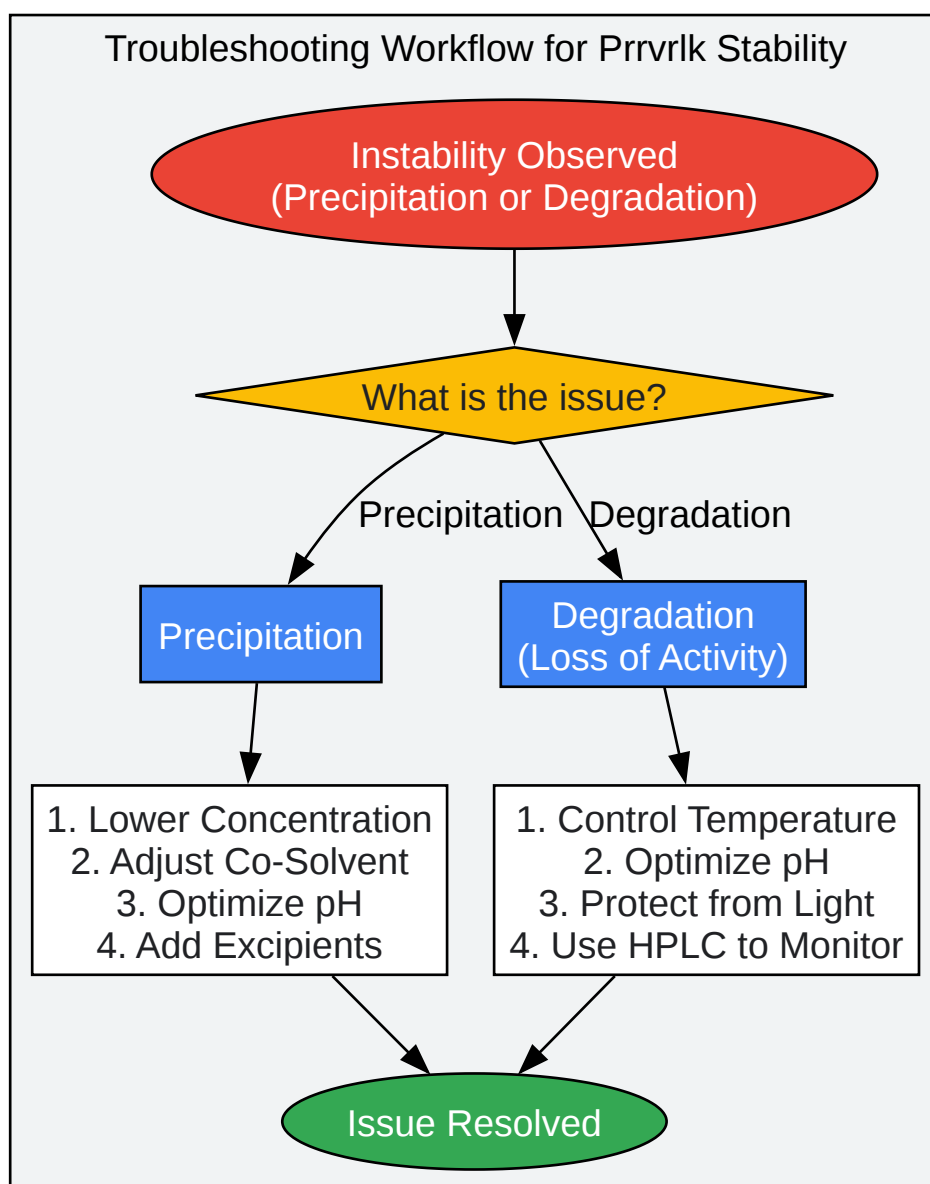 Troubleshooting Workflow for Prrvrlk Stability
Instability Observed
(Precipitation or Degradation)
What is the issue?
Precipitation
Degradation
Precipitation
Degradation
(Loss of Activity)
1. Lower Concentration
2. Adjust Co-Solvent
3. Optimize pH
4. Add Excipients
1. Control Temperature
2. Optimize pH
3. Protect from Light
4. Use HPLC to Monitor
Issue Resolved